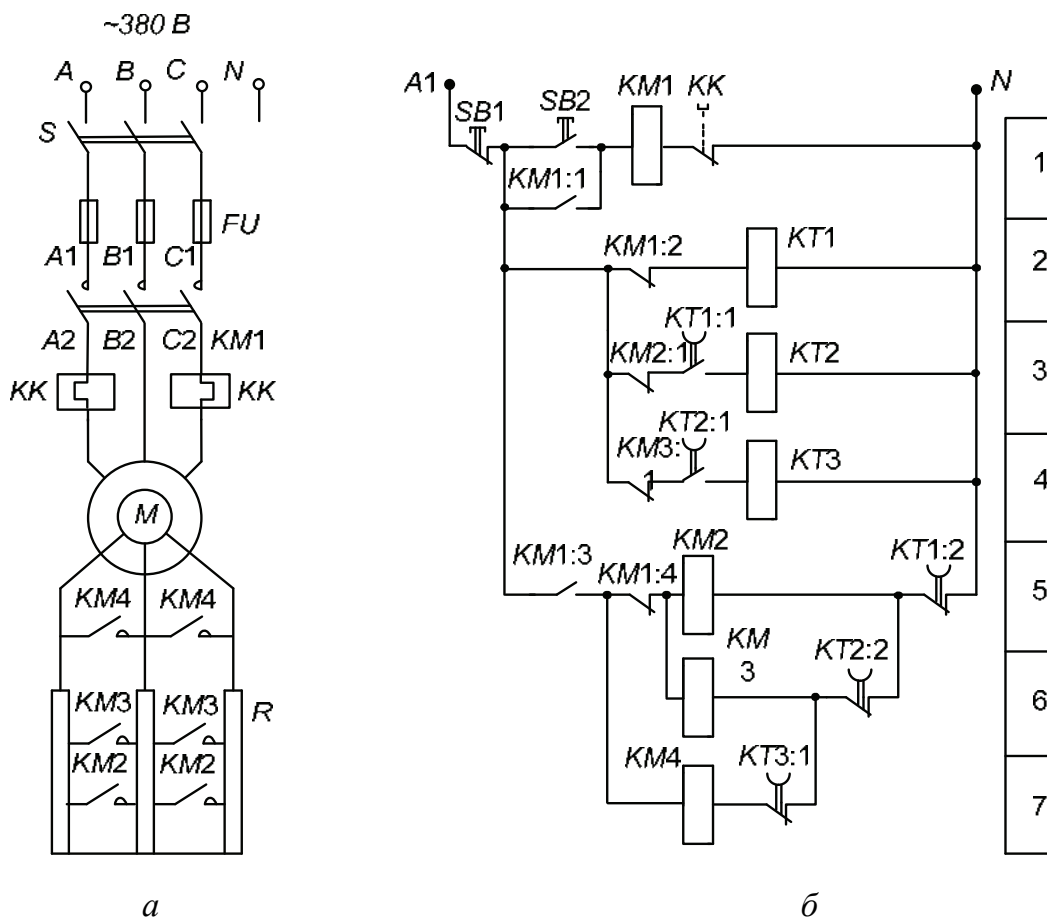 ~380 В
A B C N
S
FU
A1 B1 C1
A2 B2 C2 KM1
KK KK
M
KM4 KM4
KM3 KM3 R
KM2 KM2
а
A1 SB1 SB2 KM1 KK N
KM1:1
1
KM1:2 KT1
2
KT1:1
KM2:1 KT2
3
KT2:1
KM3:
1
KT3
4
KM1:3 KM1:4 KM2 KT1:2
5
KM
3
KT2:2
6
KM4 KT3:1
7
б